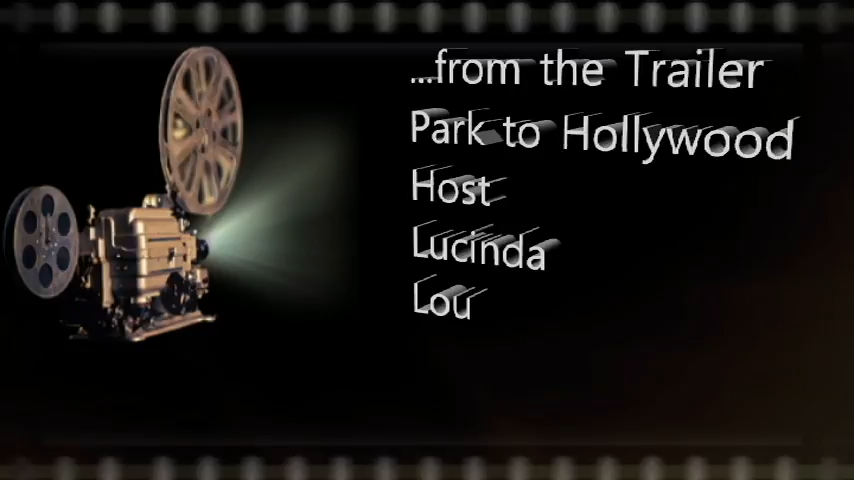 ...from the Trailer
Park to Hollywood
Host
Lucinda
Lou